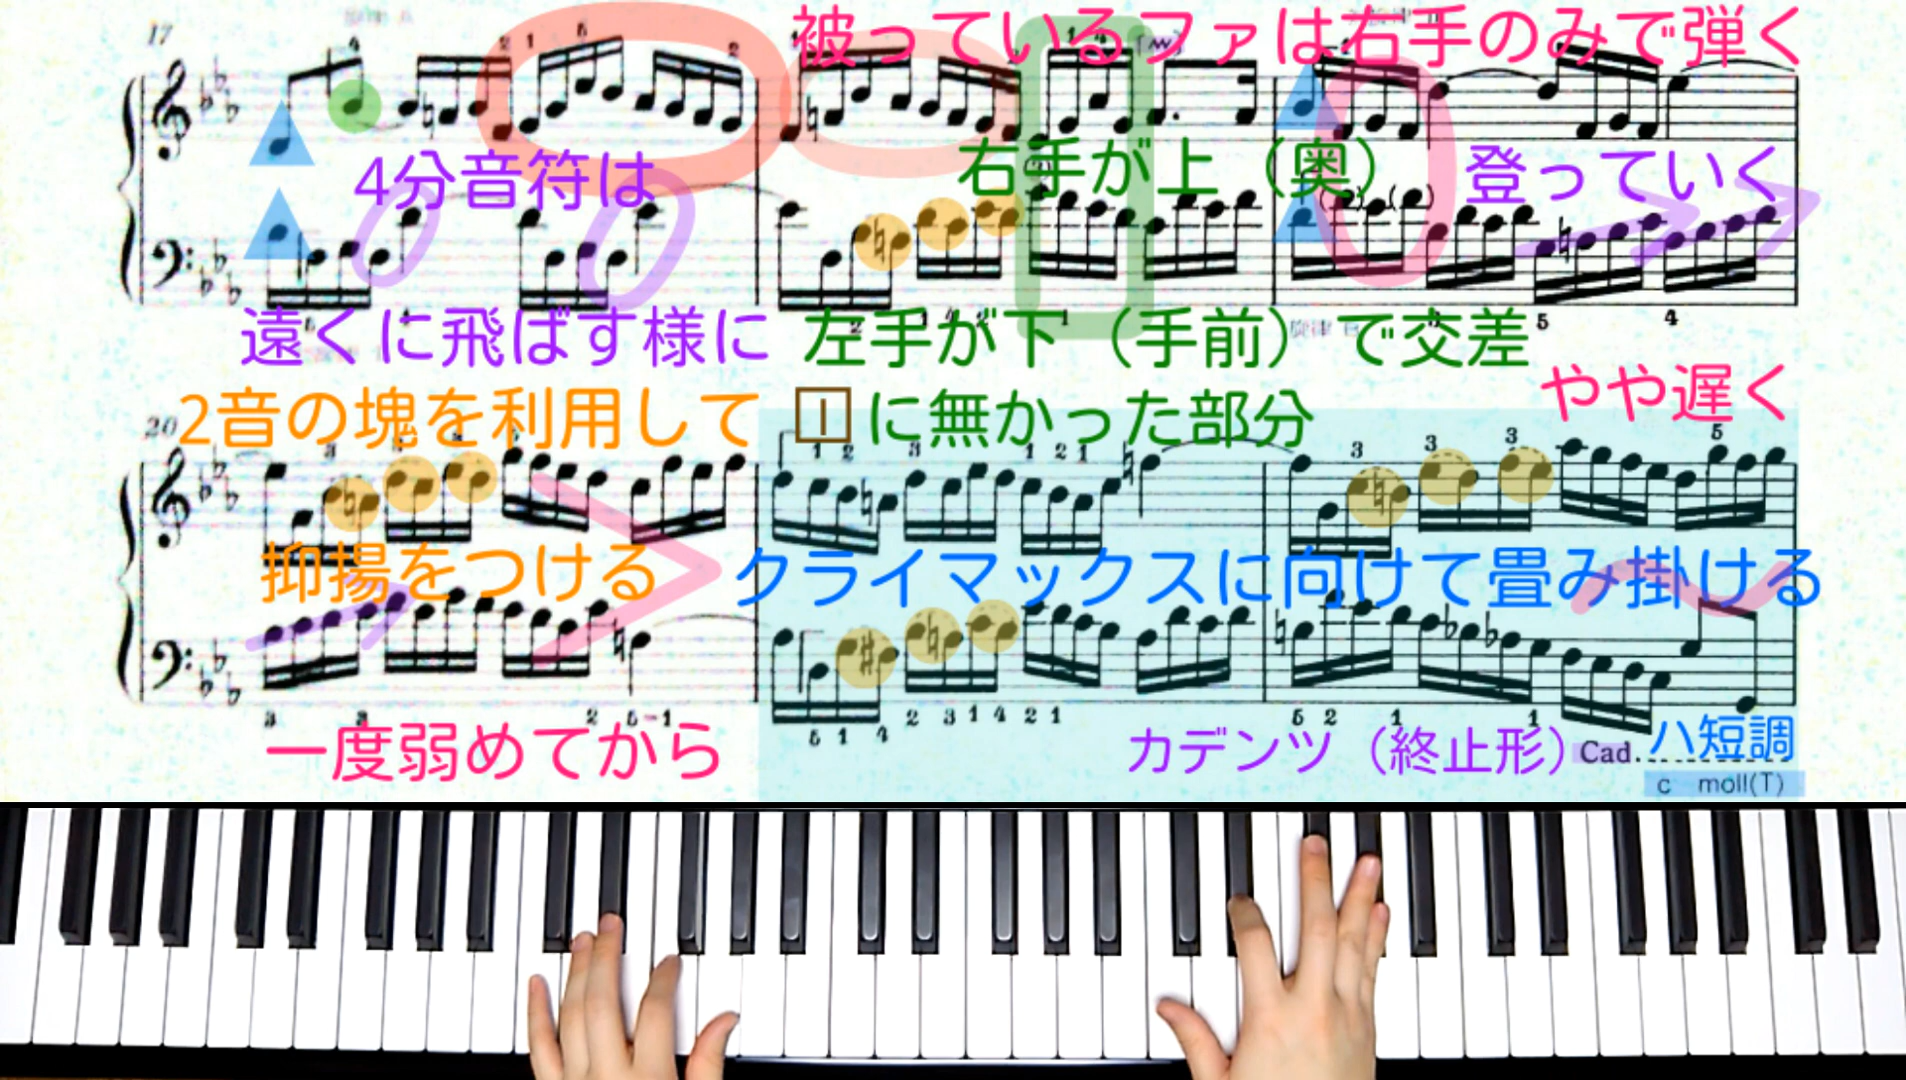 17
被っているファは右手のみで弾く
4分音符は
右手が上（奥）
登っていく
遠くに飛ばす様に
左手が下（手前）で交差
やや遅く
20
2音の塊を利用して
Iに無かった部分
抑揚をつける
クライマックスに向けて畳み掛ける
一度弱めてから
カデンツ（終止形）
Cad.
ハ短調
c moll(T)